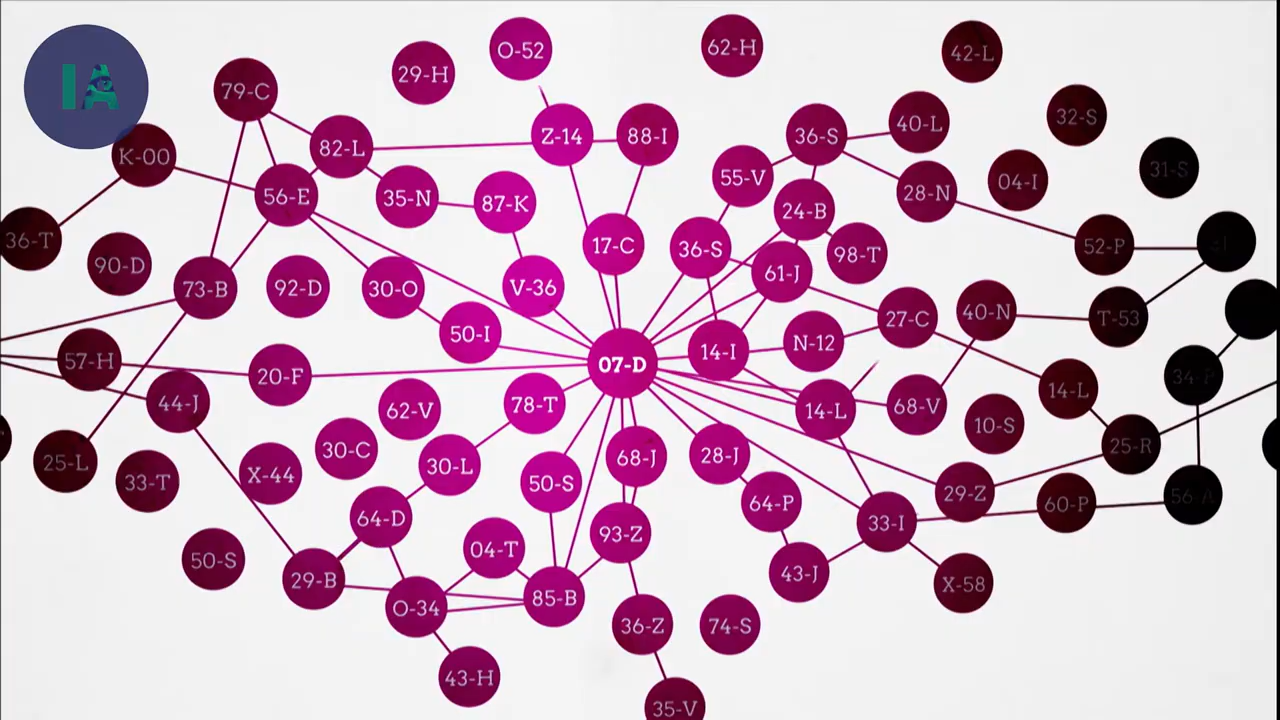 IA
62-H
O-52
42-L
29-H
79-C
32-S
40-L
Z-14
88-I
36-S
82-L
K-00
31-S
55-V
04-I
28-N
56-E
35-N
87-K
24-B
36-T
17-C
36-S
98-T
52-P
90-D
61-J
73-B
92-D
30-O
V-36
40-N
27-C
T-53
50-I
N-12
14-I
57-H
07-D
20-F
34-P
14-L
44-J
78-T
62-V
14-L
68-V
10-S
30-C
25-R
28-J
68-J
25-L
30-L
X-44
33-T
50-S
29-Z
56-A
64-P
60-P
64-D
33-I
93-Z
04-T
50-S
43-J
29-B
X-58
85-B
O-34
36-Z
74-S
43-H
35-V